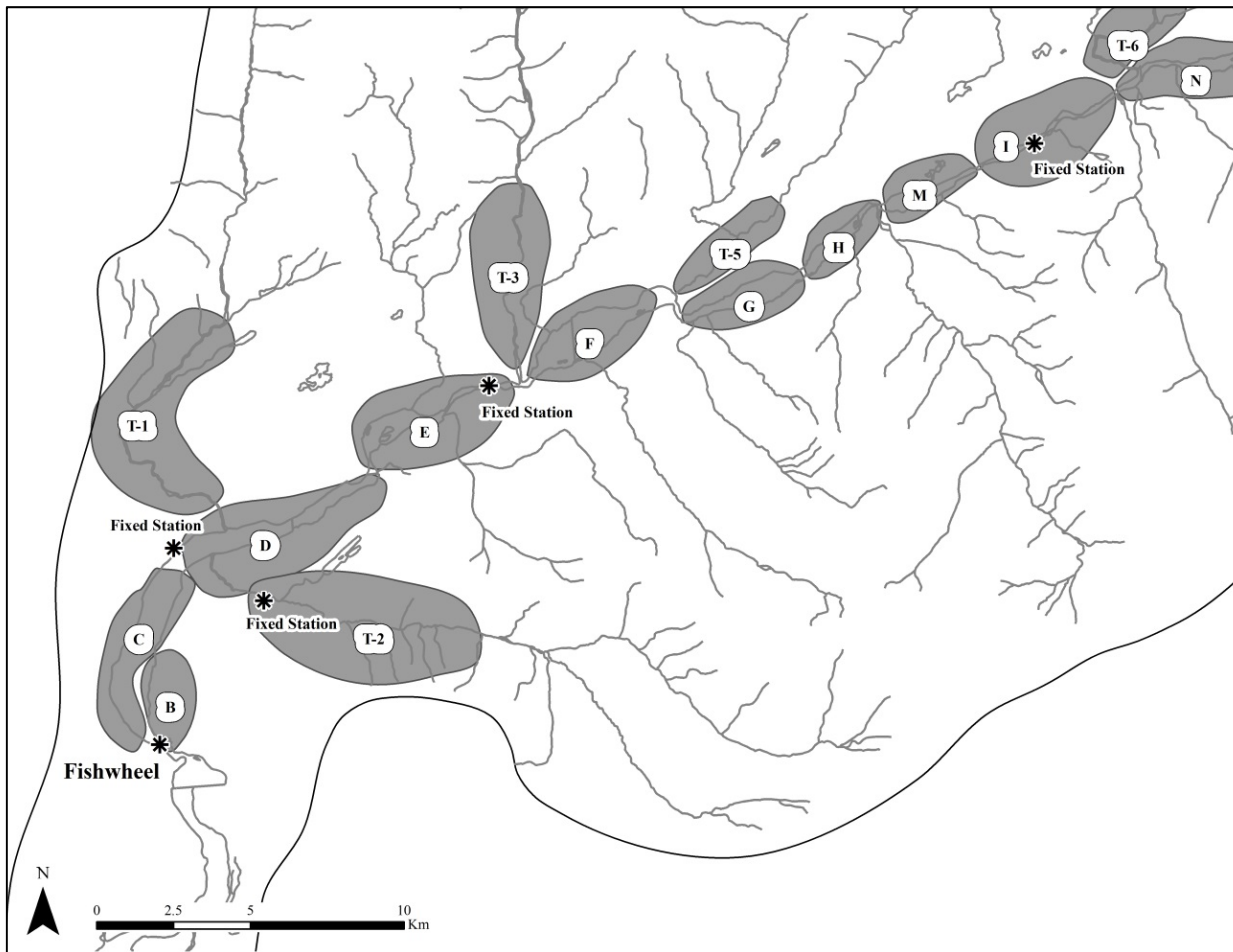 T-6
N
I
Fixed Station
M
H
T-5
G
T-3
F
Fixed Station
E
T-1
Fixed Station
D
Fixed Station
T-2
C
B
Fishwheel
N
0 2.5 5 10
Km